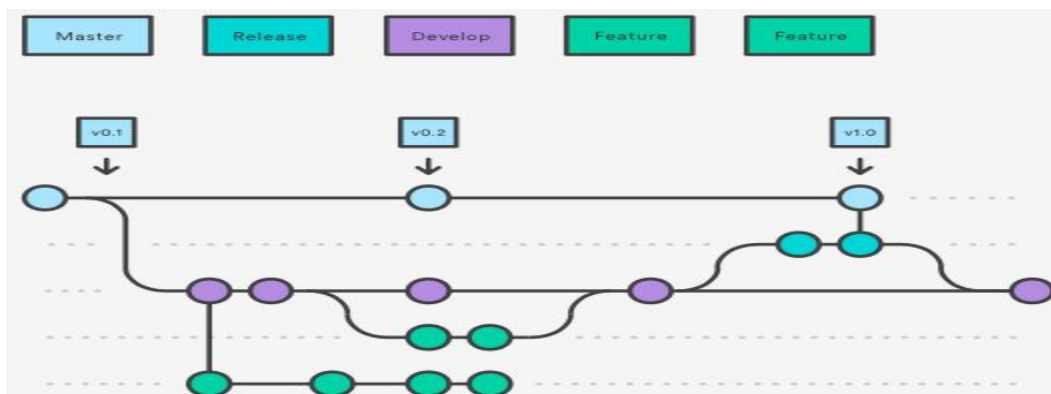 Master
Release
Develop
Feature
Feature
v0.1
v0.2
v1.0